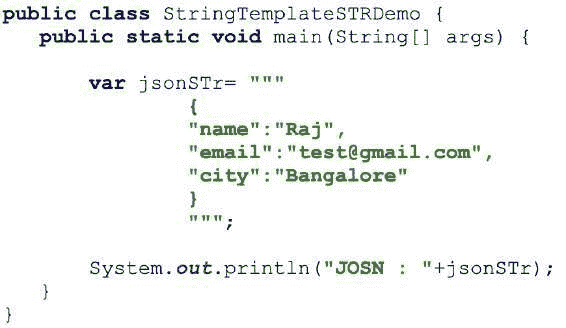 public class StringTemplateSTRDemo {
public static void main(String[] args) {
var jsonSTr= """
{
"name":"Raj",
"email":"test@gmail.com",
"city":"Bangalore"
}
""";
System.out.println("JOSN : "+jsonSTr);
}
}